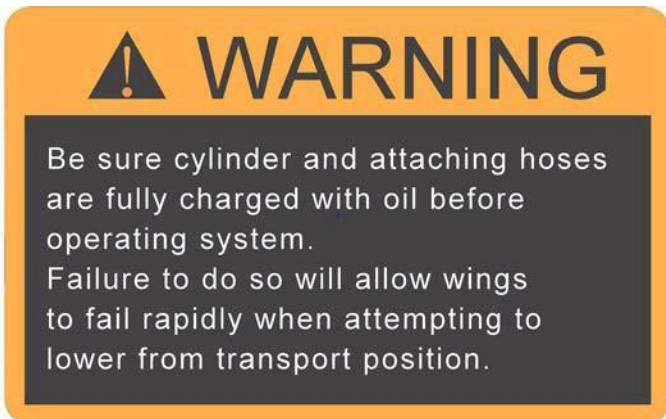 WARNING
Be sure cylinder and attaching hoses
are fully charged with oil before
operating system.
Failure to do so will allow wings
to fail rapidly when attempting to
lower from transport position.